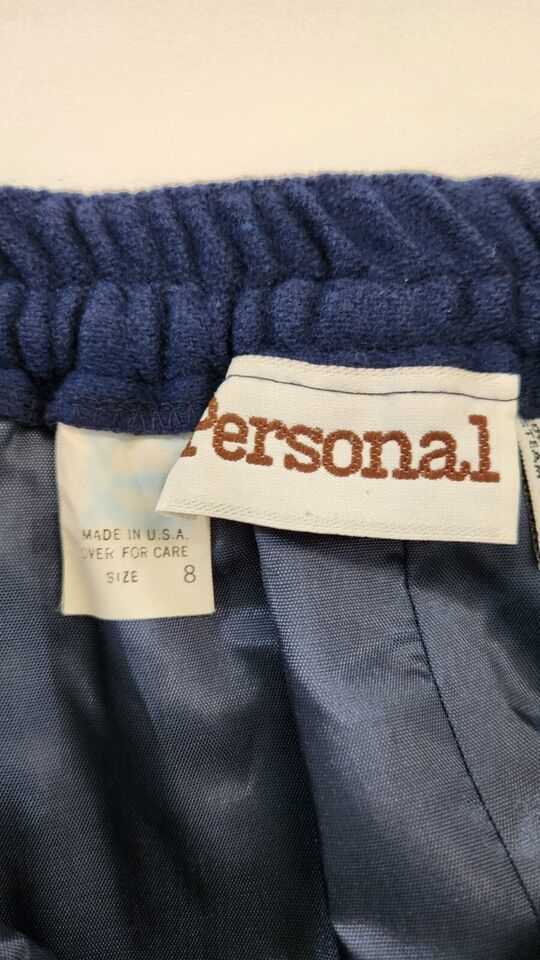 Personal
MADE IN U.S.A.
OVER FOR CARE
SIZE 8